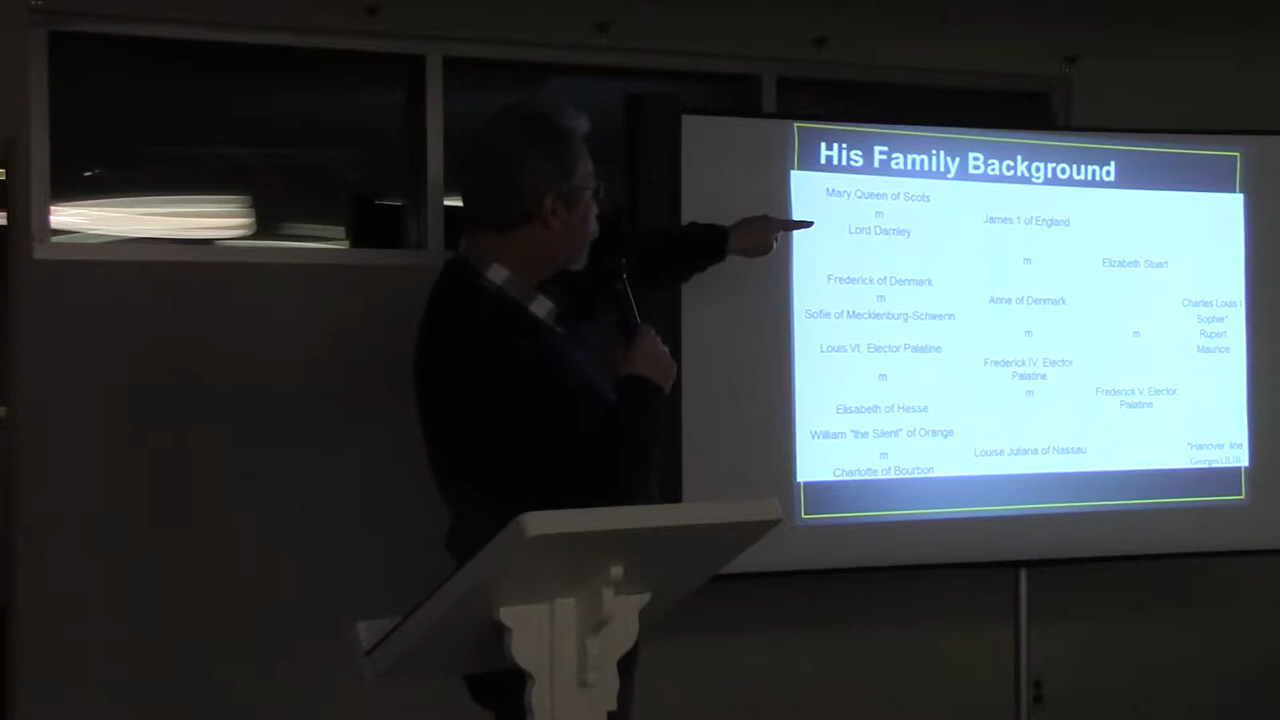 His Family Background
Mary Queen of Scots
m
Lord Darnley
James 1 of England
m
Elizabeth Stuart
Frederick of Denmark
m
Sofie of Mecklenburg-Schwerin
Anne of Denmark
m
m
Charles Louis I
Sophie*
Rupert
Maurice
Louis VI, Elector Palatine
m
Elisabeth of Hesse
Frederick IV, Elector
Palatine
m
Frederick V, Elector
Palatine
William "the Silent" of Orange
m
Charlotte of Bourbon
Louise Juliana of Nassau
*Hanover line
Georges I,II,III